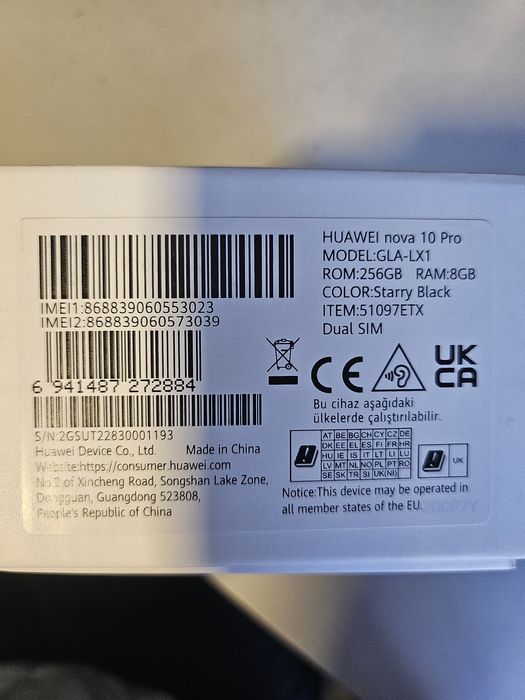 IMEI1:868839060553023
IMEI2:868839060573039
6 941487 272884
S/N:2GSUT22830001193
Huawei Device Co., Ltd. Made in China
Website:https://consumer.huawei.com
No.2 of Xincheng Road, Songshan Lake Zone,
Dongguan, Guangdong 523808,
People's Republic of China
HUAWEI nova 10 Pro
MODEL:GLA-LX1
ROM:256GB RAM:8GB
COLOR:Starry Black
ITEM:51097ETX
Dual SIM
CE
UK
CA
Bu cihaz aşağıdaki
ülkelerde çalıştırılabilir.
AT BE BG CH CY CZ DE
DK EE EL ES FI FR HR
HU IE IS IT LI LT LU
LV MT NL NO PL PT RO
SE SK TR SI UK(NI)
UK
Notice:This device may be operated in
all member states of the EU.